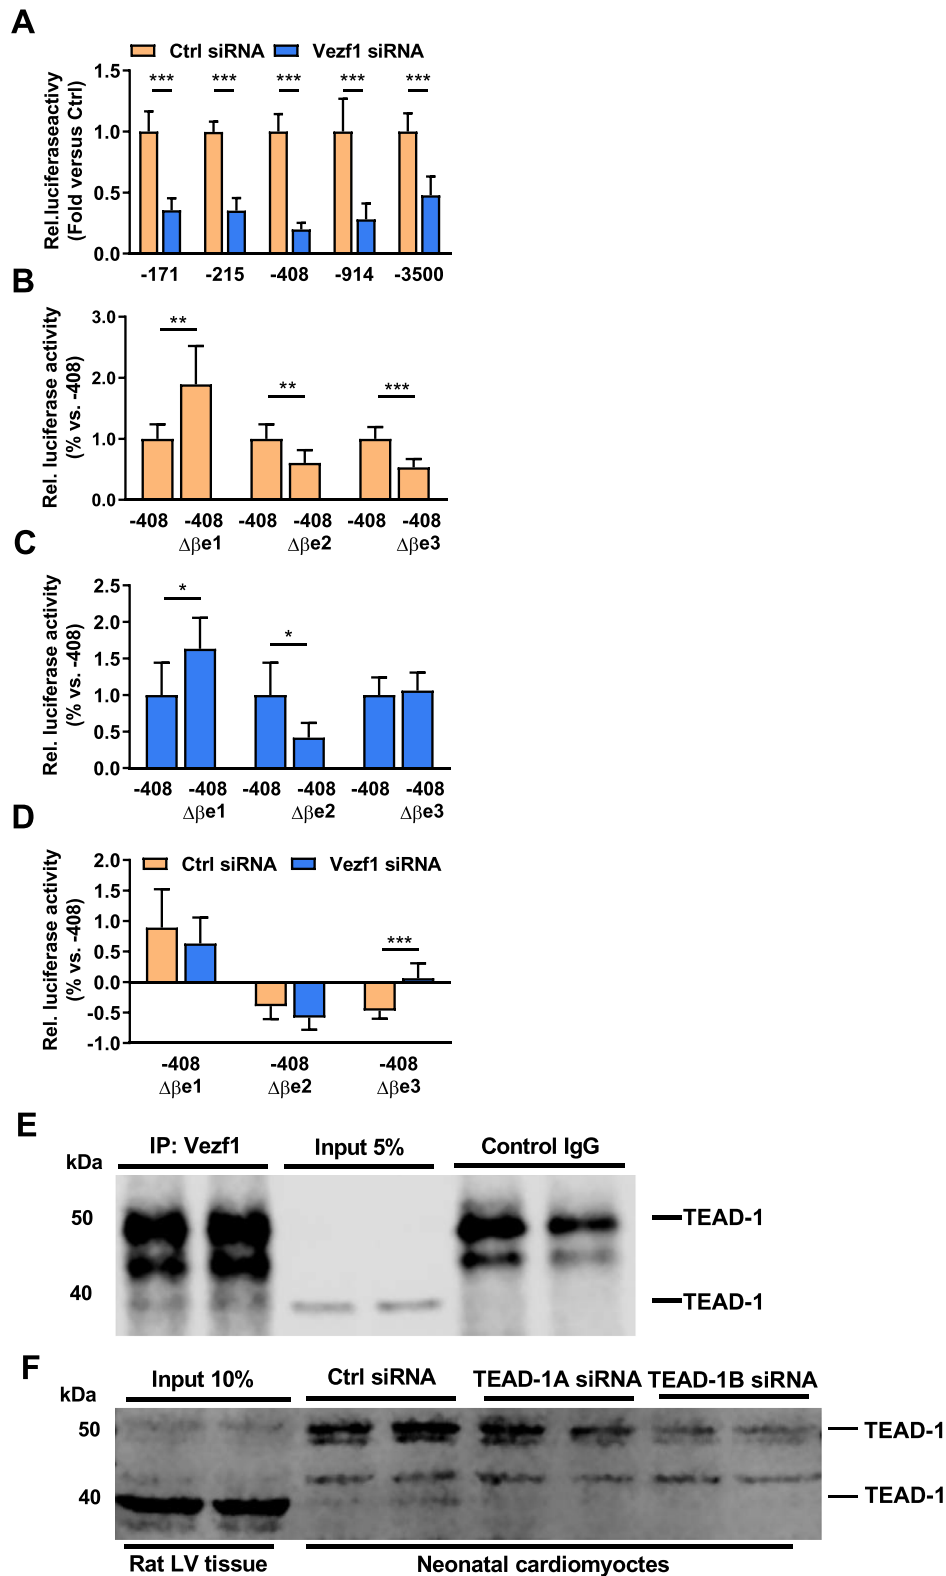 A
Ctrl siRNA Vezf1 siRNA
Rel.luciferaseactivy
(Fold versus Ctrl)
1.5
1.0
0.5
0.0
*** *** *** *** ***
-171 -215 -408 -914 -3500
B
Rel. luciferase activity
(% vs. -408)
3.0
2.0
1.0
0.0
** ** ***
-408 -408 -408 -408 -408 -408
Δβe1 Δβe2 Δβe3
C
Rel. luciferase activity
(% vs. -408)
2.5
2.0
1.5
1.0
0.5
0.0
* *
-408 -408 -408 -408 -408 -408
Δβe1 Δβe2 Δβe3
D
Ctrl siRNA Vezf1 siRNA
Rel. luciferase activity
(% vs. -408)
2.0
1.5
1.0
0.5
0.0
-0.5
-1.0
***
-408 -408 -408
Δβe1 Δβe2 Δβe3
E
IP: Vezf1 Input 5% Control IgG
kDa
50 TEAD-1
40 TEAD-1
F
Input 10% Ctrl siRNA TEAD-1A siRNA TEAD-1B siRNA
kDa
50 TEAD-1
40 TEAD-1
Rat LV tissue Neonatal cardiomyoctes